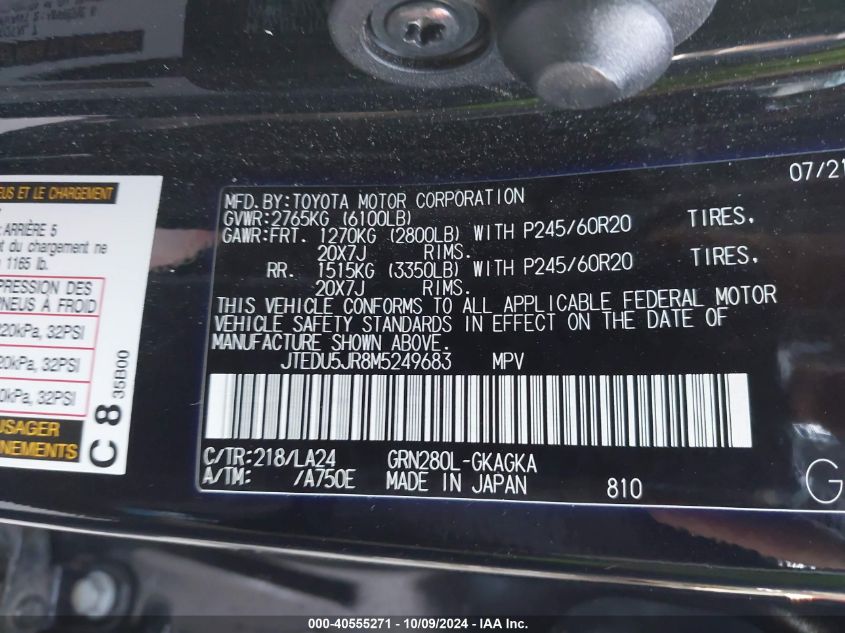 07/21
MFD. BY: TOYOTA MOTOR CORPORATION
GVWR: 2765KG (6100LB)
GAWR: FRT. 1270KG (2800LB) WITH P245/60R20 TIRES.
20X7J RIMS.
RR. 1515KG (3350LB) WITH P245/60R20 TIRES.
20X7J RIMS.
THIS VEHICLE CONFORMS TO ALL APPLICABLE FEDERAL MOTOR
VEHICLE SAFETY STANDARDS IN EFFECT ON THE DATE OF
MANUFACTURE SHOWN ABOVE.
JTEDU5JR8M5249683 MPV
C/TR: 218/LA24 GRN280L-GKAGKA
A/TM: /A750E MADE IN JAPAN 810
G
ET LE CHARGEMENT
ARRIÈRE 5
du chargement ne
1165 lb.
DES
À FROID
20kPa, 32PSI
20kPa, 32PSI
0kPa, 32PSI
USAGER
C 8 35B00
000-40555271 - 10/09/2024 - IAA Inc.